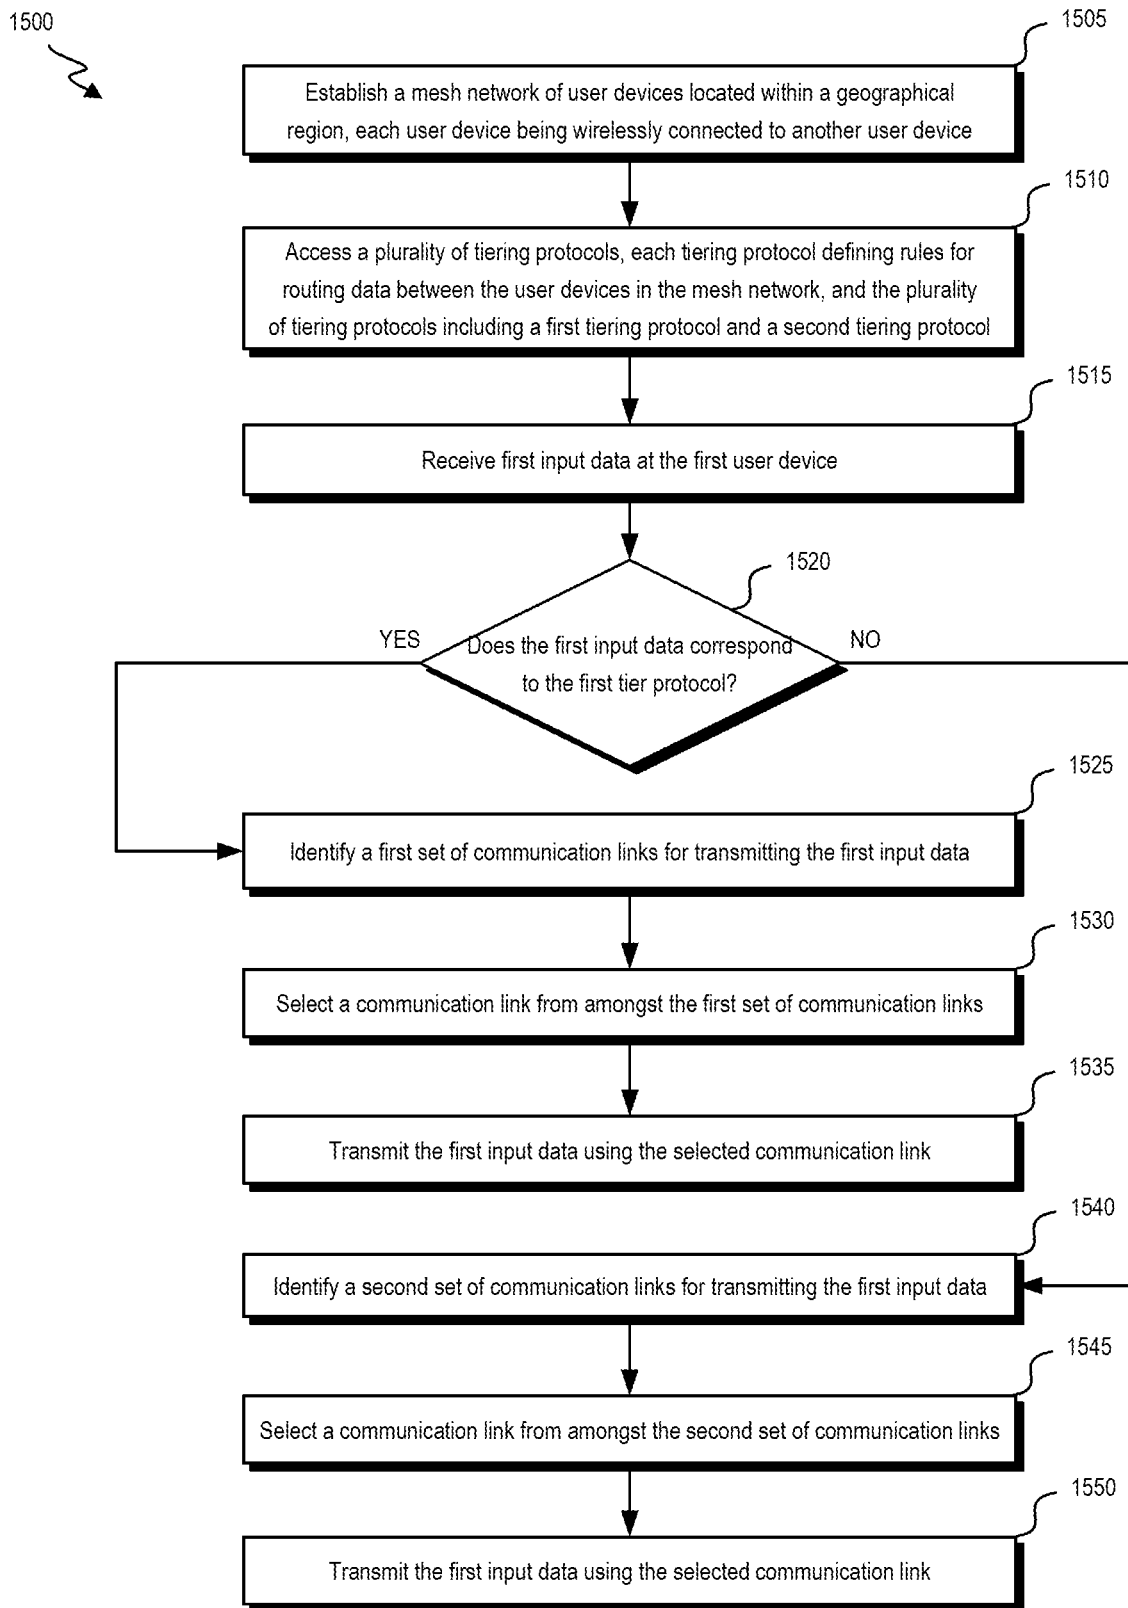 1500
1505
Establish a mesh network of user devices located within a geographical
region, each user device being wirelessly connected to another user device
1510
Access a plurality of tiering protocols, each tiering protocol defining rules for
routing data between the user devices in the mesh network, and the plurality
of tiering protocols including a first tiering protocol and a second tiering protocol
1515
Receive first input data at the first user device
1520
YES
NO
Does the first input data correspond
to the first tier protocol?
1525
Identify a first set of communication links for transmitting the first input data
1530
Select a communication link from amongst the first set of communication links
1535
Transmit the first input data using the selected communication link
1540
Identify a second set of communication links for transmitting the first input data
1545
Select a communication link from amongst the second set of communication links
1550
Transmit the first input data using the selected communication link